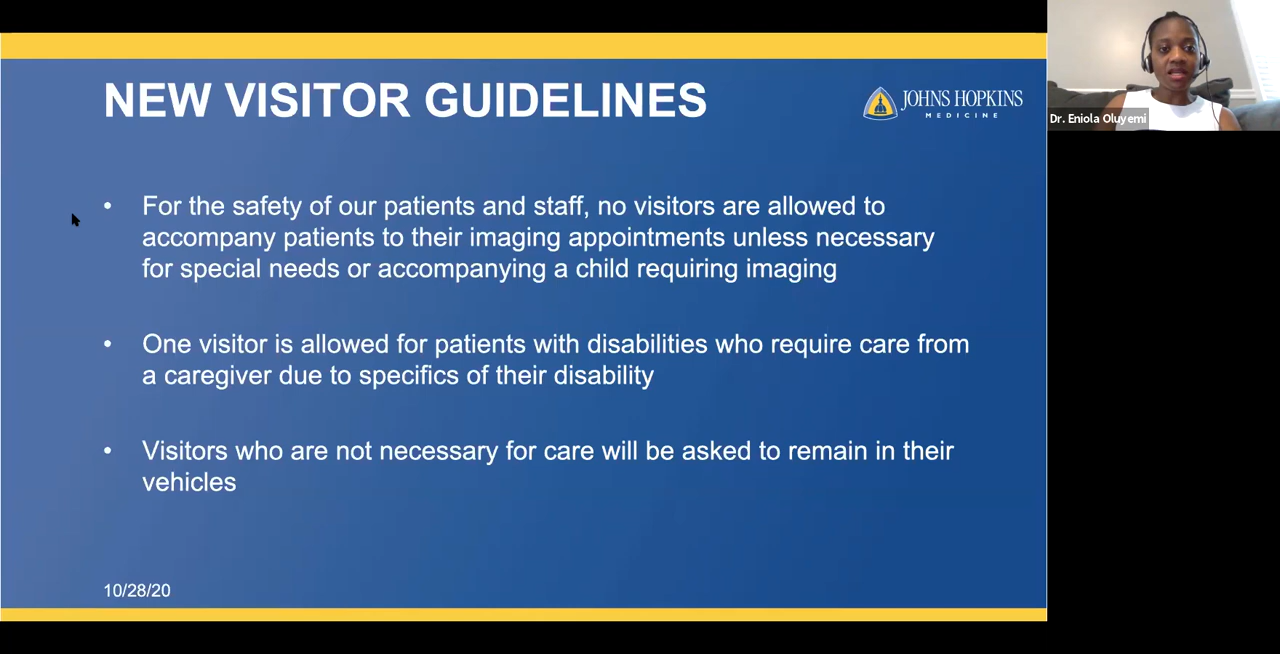 NEW VISITOR GUIDELINES
JOHNS HOPKINS
MEDICINE
Dr. Eniola Oluyemi
• For the safety of our patients and staff, no visitors are allowed to
accompany patients to their imaging appointments unless necessary
for special needs or accompanying a child requiring imaging
• One visitor is allowed for patients with disabilities who require care from
a caregiver due to specifics of their disability
• Visitors who are not necessary for care will be asked to remain in their
vehicles
10/28/20